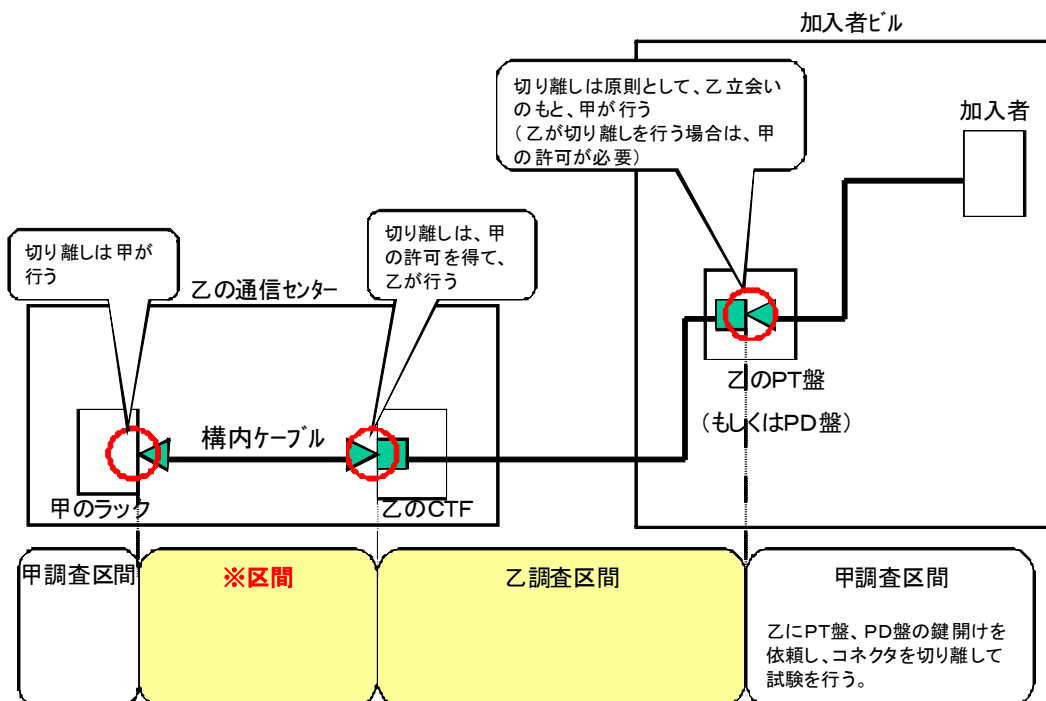 加入者ビル
切り離しは原則として、乙立会い
のもと、甲が行う
(乙が切り離しを行う場合は、甲
の許可が必要)
加入者
切り離しは甲が
行う
切り離しは、甲
の許可を得て、
乙が行う
乙の通信センター
乙のPT盤
(もしくはPD盤)
構内ケーブル
甲のラック
乙のCTF
甲調査区間
※区間
乙調査区間
甲調査区間
乙にPT盤、PD盤の鍵開けを
依頼し、コネクタを切り離して
試験を行う。